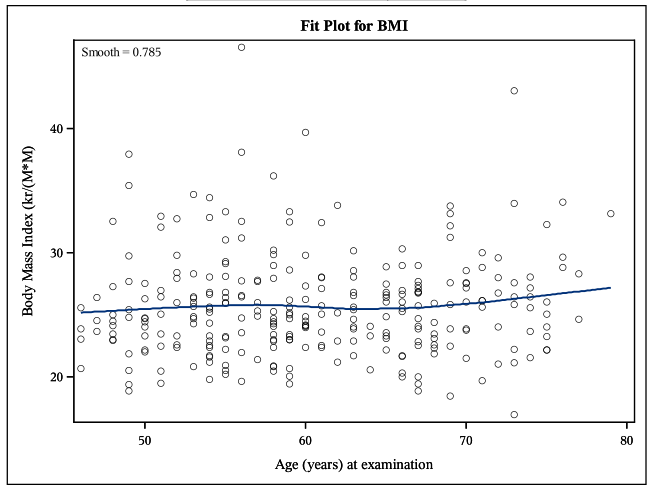 Fit Plot for BMI
Smooth = 0.785
Body Mass Index (kr/(M*M)
40
30
20
50
60
70
80
Age (years) at examination